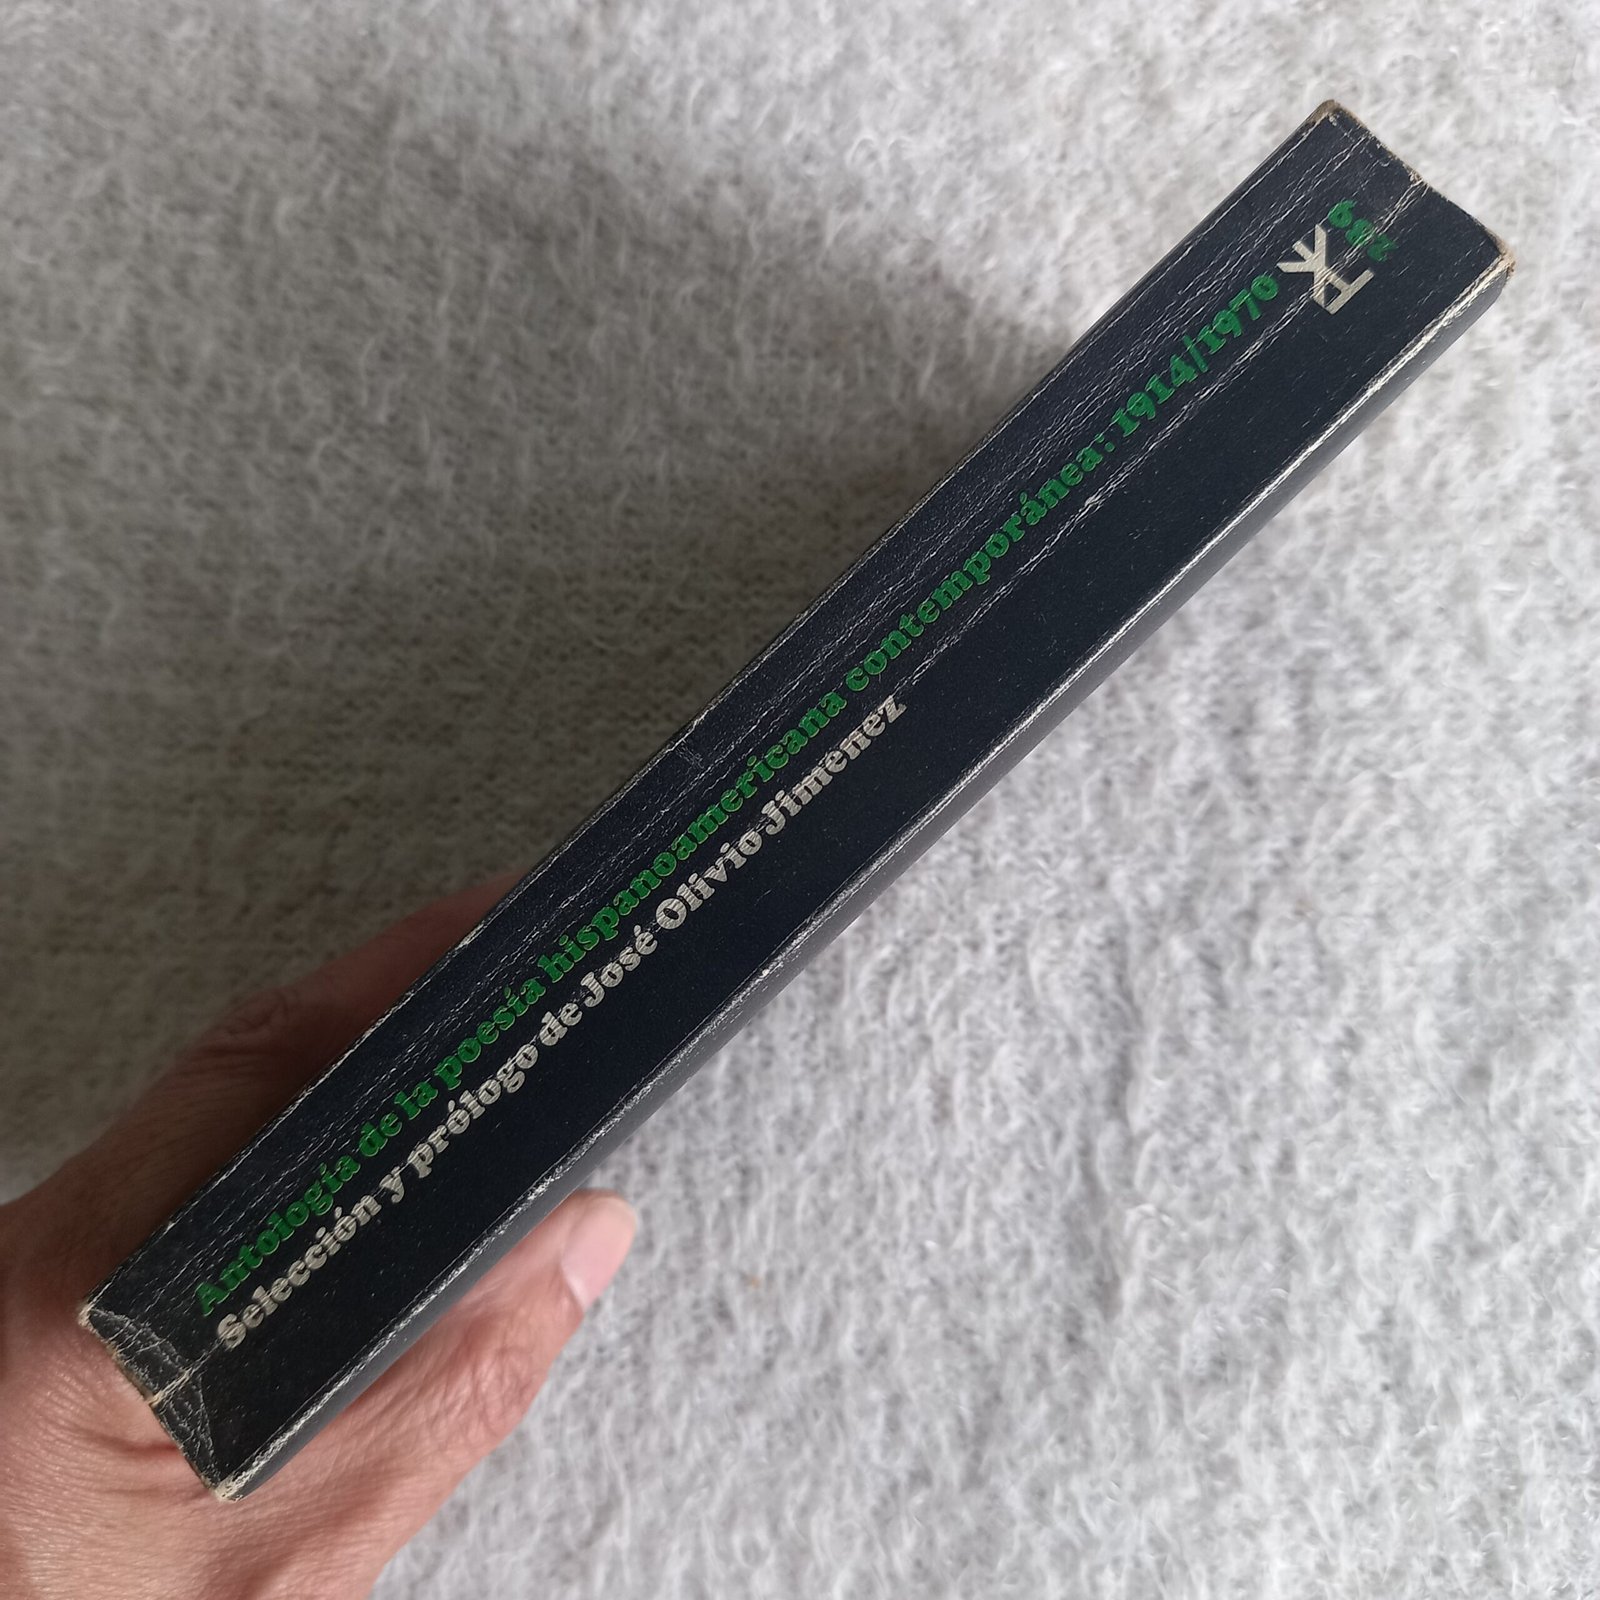 Antología de la poesía hispanoamericana contemporánea: 1914/1970
Selección y prólogo de José Olivio Jiménez